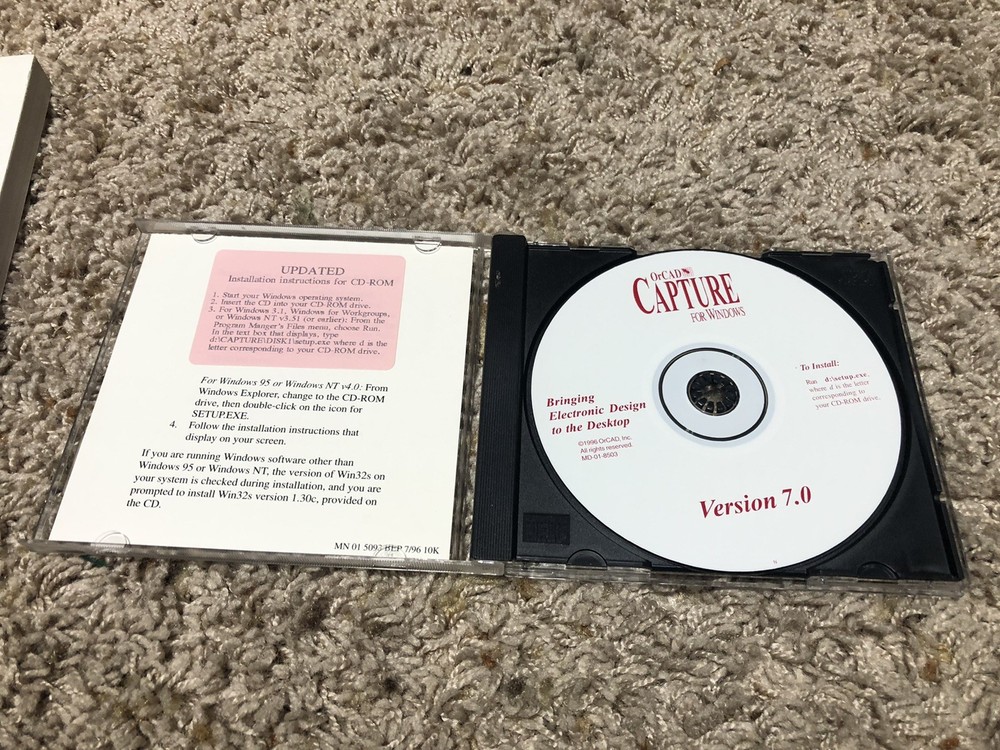 UPDATED
Installation instructions for CD-ROM
1. Start your Windows operating system.
2. Insert the CD into your CD-ROM drive.
3. For Windows 3.1, Windows for Workgroups,
or Windows NT v3.51 (or earlier): From the
Program Manger's Files menu, choose Run.
In the text box that displays, type
d:\CAPTURE\DISK1\setup.exe where d is the
letter corresponding to your CD-ROM drive.
For Windows 95 or Windows NT v4.0: From
Windows Explorer, change to the CD-ROM
drive, then double-click on the icon for
SETUP.EXE.
4. Follow the installation instructions that
display on your screen.
If you are running Windows software other than
Windows 95 or Windows NT, the version of Win32s on
your system is checked during installation, and you are
prompted to install Win32s version 1.30c, provided on
the CD.
MN 01 5092 BLP 7/96 10K
OrCAD
CAPTURE
FOR WINDOWS
To Install:
Run d:\setup.exe,
where d is the letter
corresponding to
your CD-ROM drive.
Bringing
Electronic Design
to the Desktop
©1996 OrCAD, Inc.
All rights reserved.
MD-01-8503
Version 7.0